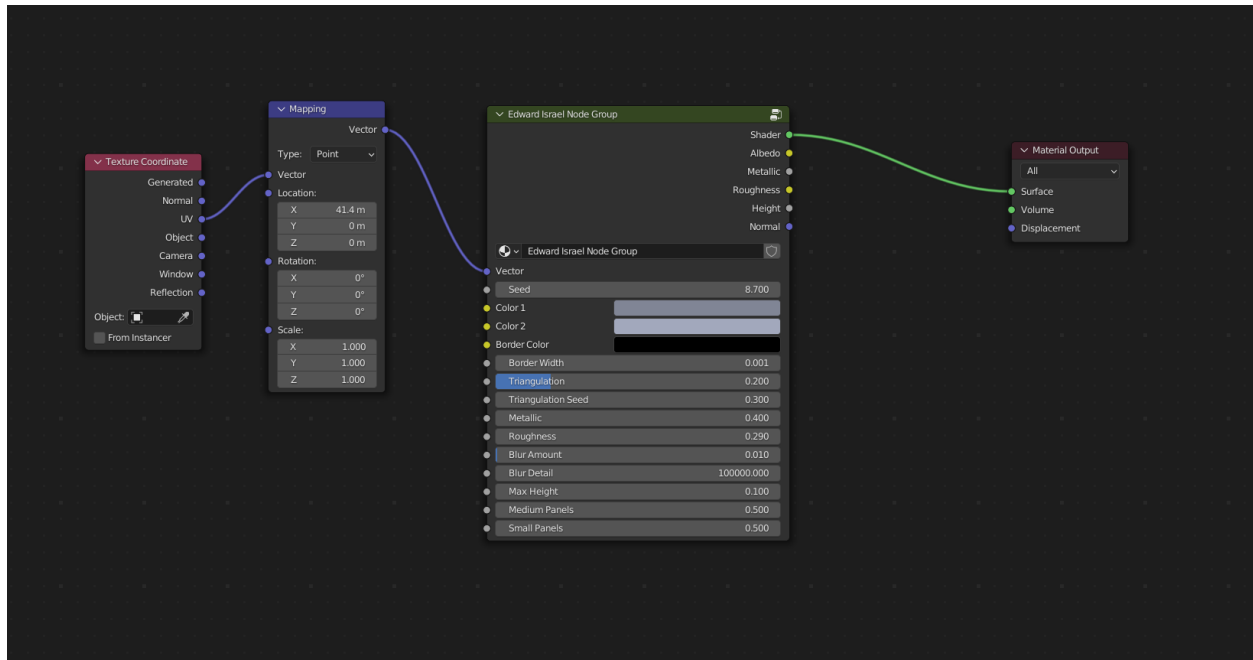 Texture Coordinate
Generated
Normal
UV
Object
Camera
Window
Reflection
Object:
From Instancer
Mapping
Vector
Type: Point
Vector
Location:
X 41.4 m
Y 0 m
Z 0 m
Rotation:
X 0°
Y 0°
Z 0°
Scale:
X 1.000
Y 1.000
Z 1.000
Edward Israel Node Group
Shader
Albedo
Metallic
Roughness
Height
Normal
Edward Israel Node Group
Vector
Seed 8.700
Color 1
Color 2
Border Color
Border Width 0.001
Triangulation 0.200
Triangulation Seed 0.300
Metallic 0.400
Roughness 0.290
Blur Amount 0.010
Blur Detail 100000.000
Max Height 0.100
Medium Panels 0.500
Small Panels 0.500
Material Output
All
Surface
Volume
Displacement